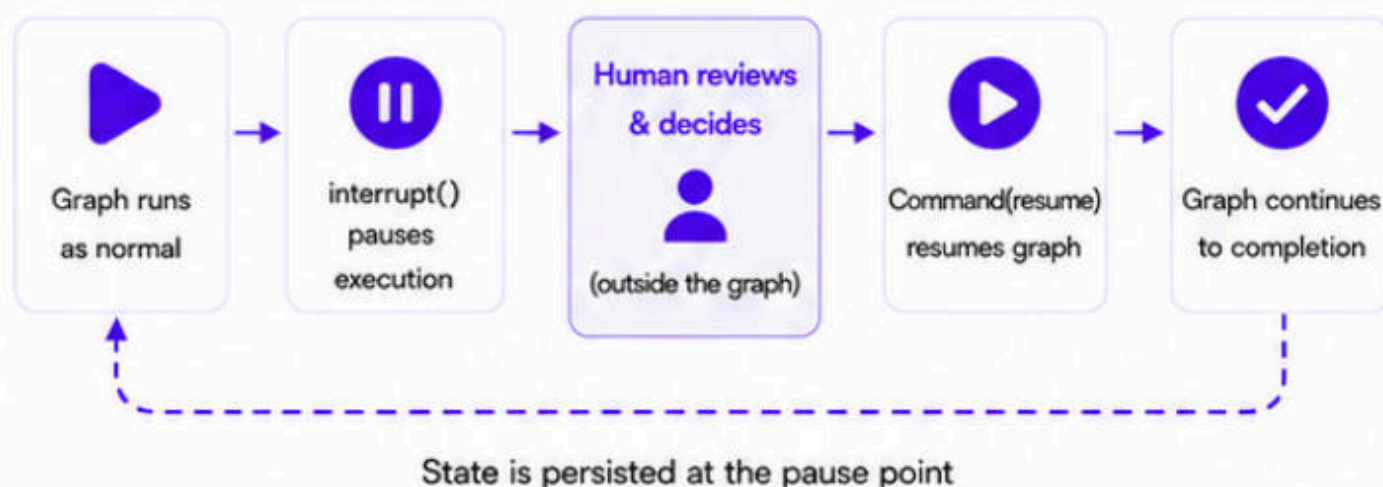 Graph runs
as normal
interrupt()
pauses
execution
Human reviews
& decides
(outside the graph)
Command(resume)
resumes graph
Graph continues
to completion
State is persisted at the pause point